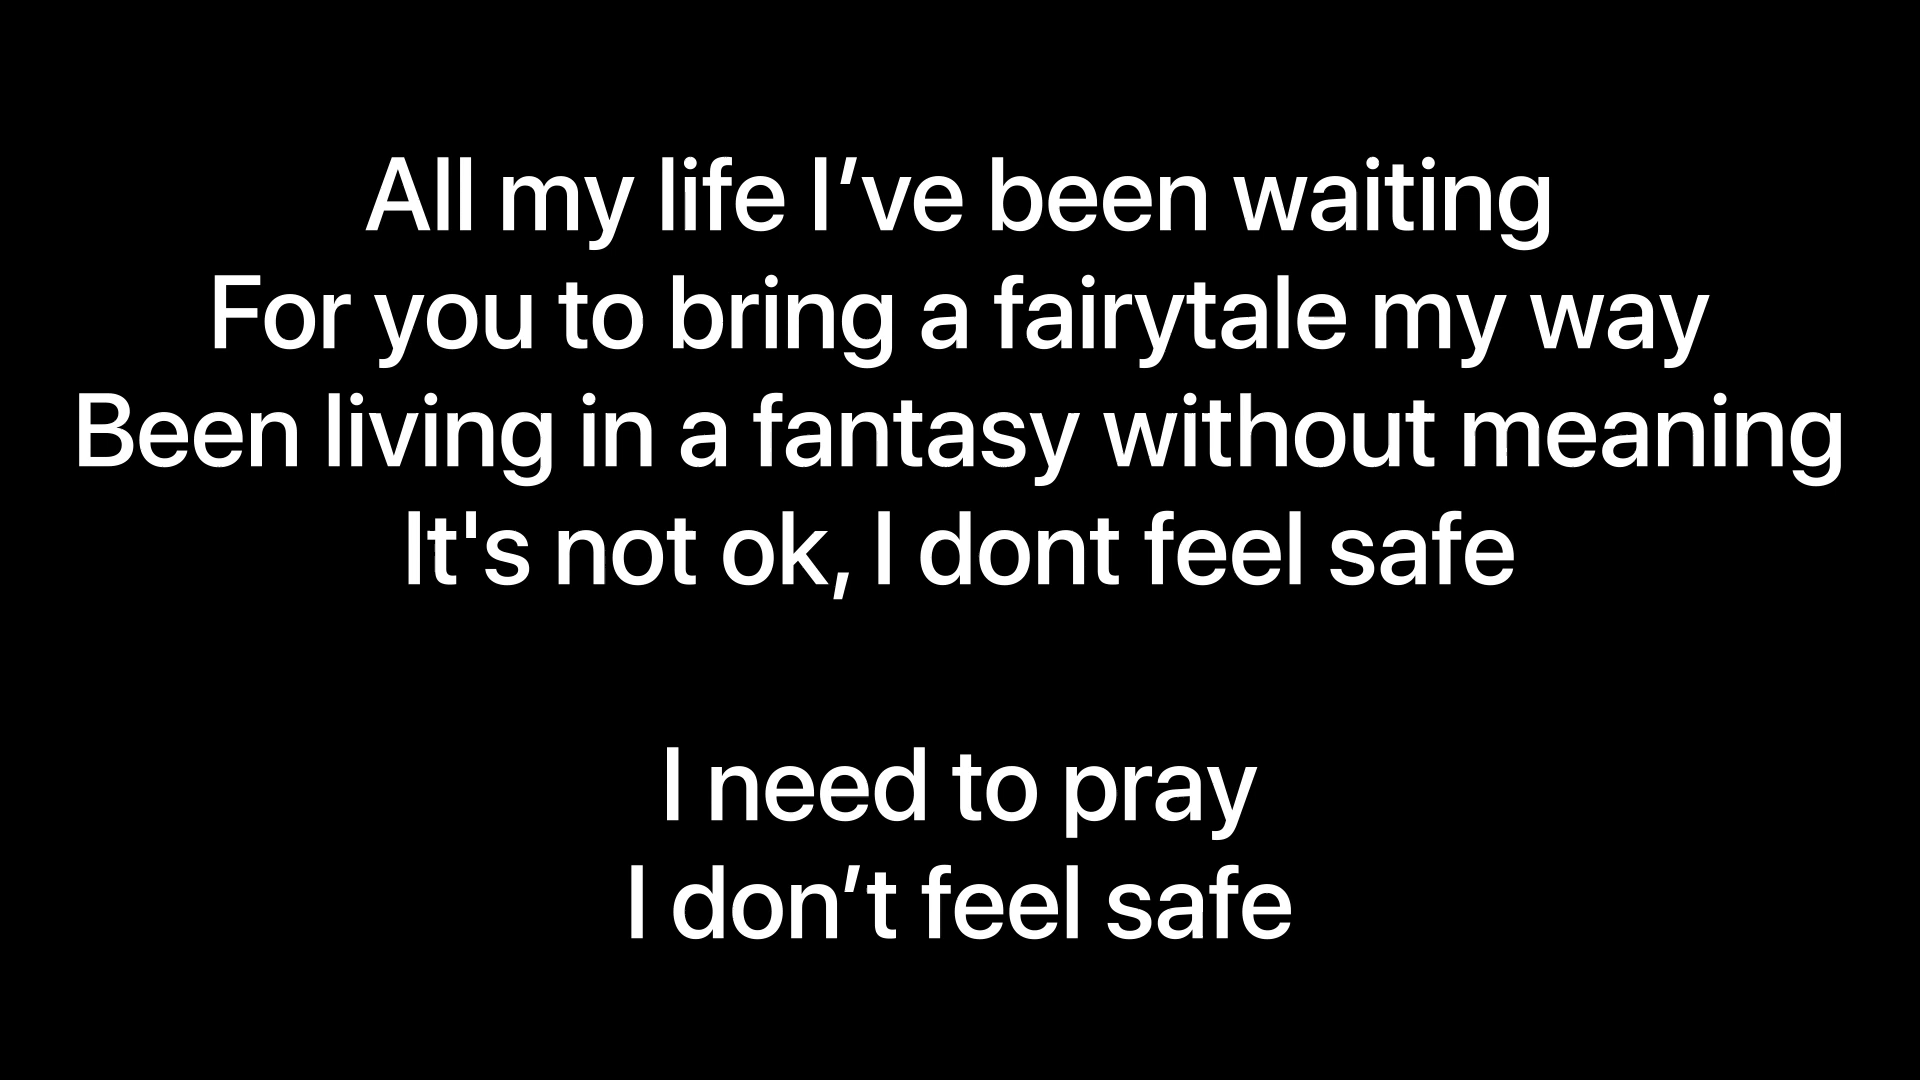 All my life I’ve been waiting
For you to bring a fairytale my way
Been living in a fantasy without meaning
It's not ok, I dont feel safe
I need to pray
I don’t feel safe